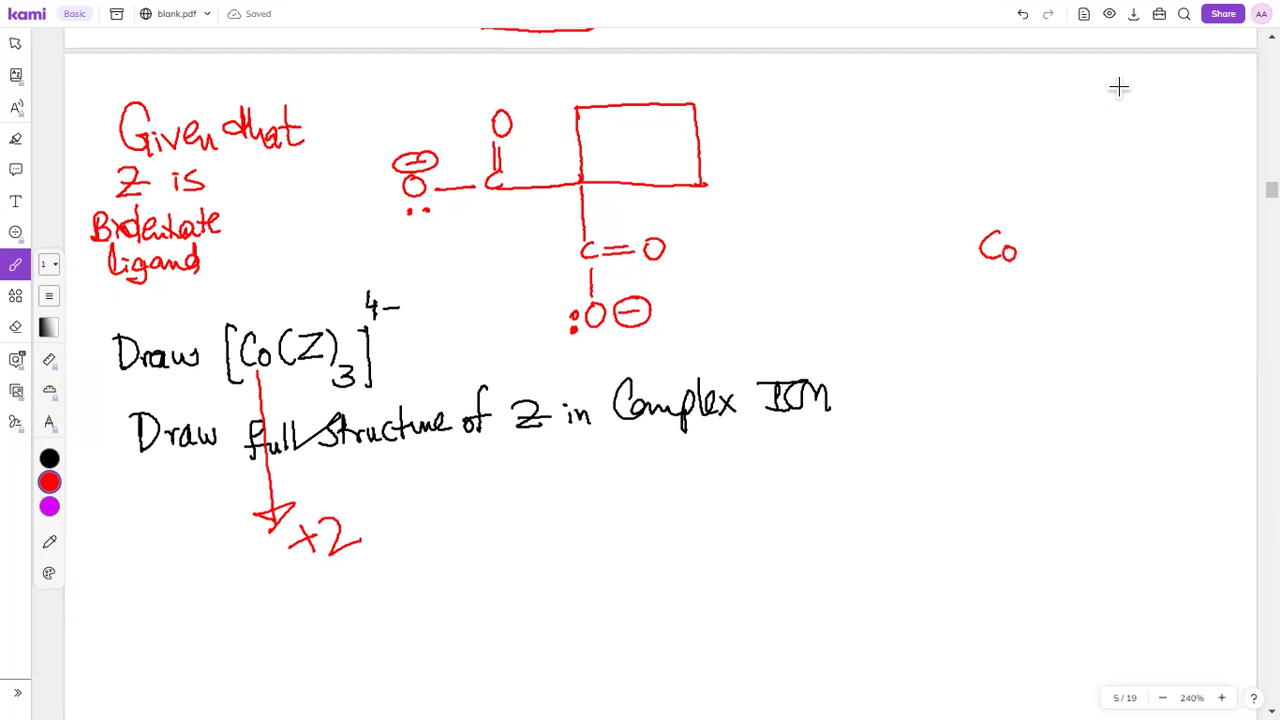 kami Basic blank.pdf Saved Share AA
Given that
Z is
Bidentate
ligand
O
⊖
O — C
C = O
:O ⊖
Co
Draw [Co(Z)3]4-
Draw full structure of Z in Complex ION
+2
5 / 19 240% ?
1
T
A